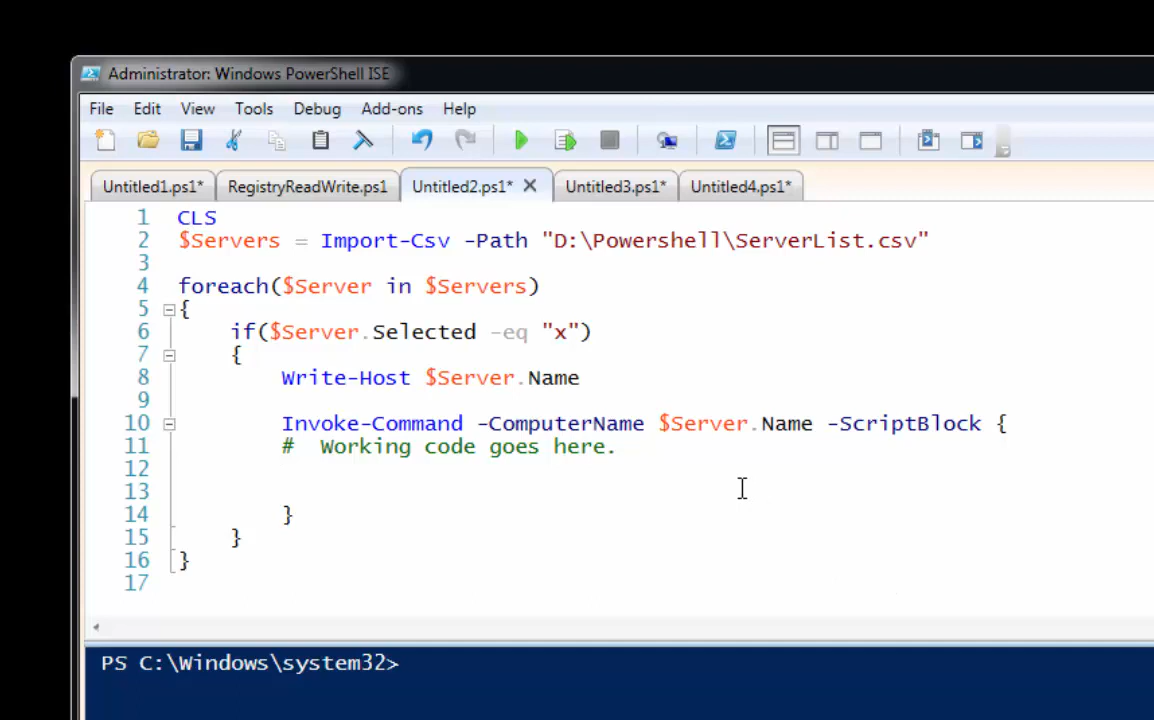 Administrator: Windows PowerShell ISE
File Edit View Tools Debug Add-ons Help
Untitled1.ps1* RegistryReadWrite.ps1 Untitled2.ps1* Untitled3.ps1* Untitled4.ps1*
1 CLS
2 $Servers = Import-Csv -Path "D:\Powershell\ServerList.csv"
3
4 foreach($Server in $Servers)
5 {
6 if($Server.Selected -eq "x")
7 {
8 Write-Host $Server.Name
9
10 Invoke-Command -ComputerName $Server.Name -ScriptBlock {
11 # Working code goes here.
12
13
14 }
15 }
16 }
17
PS C:\Windows\system32>